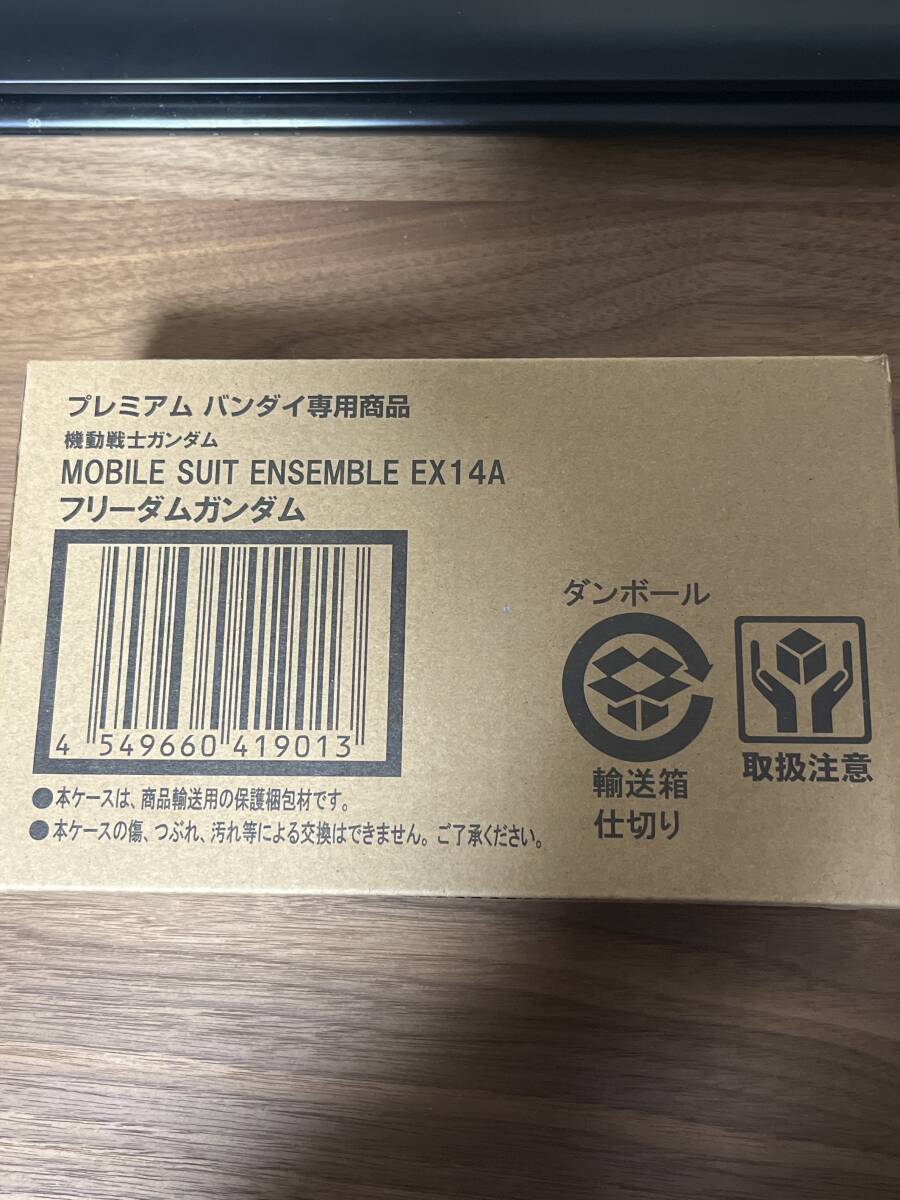 プレミアム バンダイ専用商品
機動戦士ガンダム
MOBILE SUIT ENSEMBLE EX14A
フリーダムガンダム
4 549660 419013
●本ケースは、商品輸送用の保護梱包材です。
●本ケースの傷、つぶれ、汚れ等による交換はできません。ご了承ください。
ダンボール
輸送箱
仕切り
取扱注意